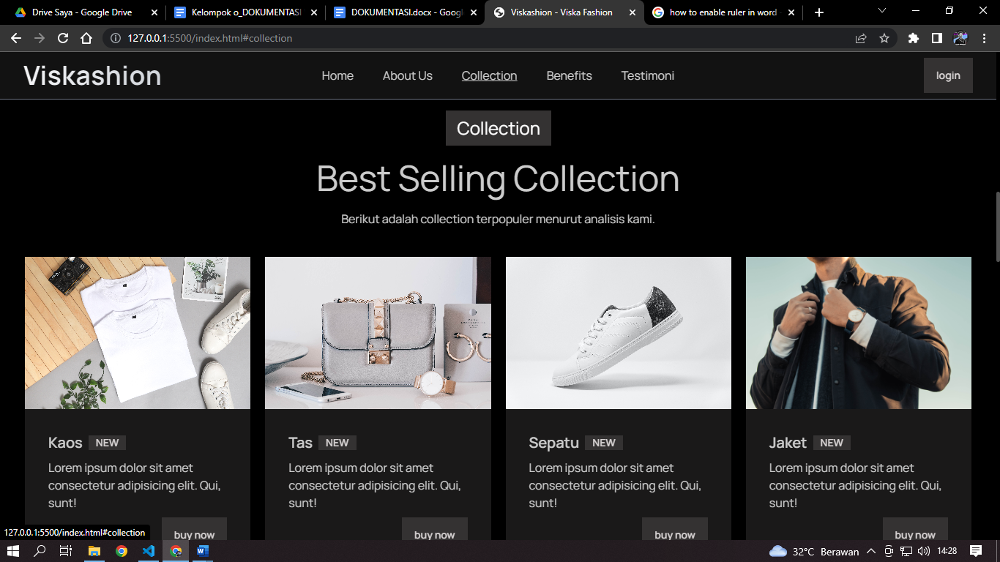 Drive Saya - Google Drive
Kelompok o_DOKUMENTASI
DOKUMENTASI.docx - Googl
Viskashion - Viska Fashion
how to enable ruler in word -
127.0.0.1:5500/index.html#collection
Viskashion
Home
About Us
Collection
Benefits
Testimoni
login
Collection
Best Selling Collection
Berikut adalah collection terpopuler menurut analisis kami.
Kaos NEW
Lorem ipsum dolor sit amet
consectetur adipisicing elit. Qui,
sunt!
buy now
Tas NEW
Lorem ipsum dolor sit amet
consectetur adipisicing elit. Qui,
sunt!
buy now
Sepatu NEW
Lorem ipsum dolor sit amet
consectetur adipisicing elit. Qui,
sunt!
buy now
Jaket NEW
Lorem ipsum dolor sit amet
consectetur adipisicing elit. Qui,
sunt!
buy now
127.0.0.1:5500/index.html#collection
32°C Berawan
14:28